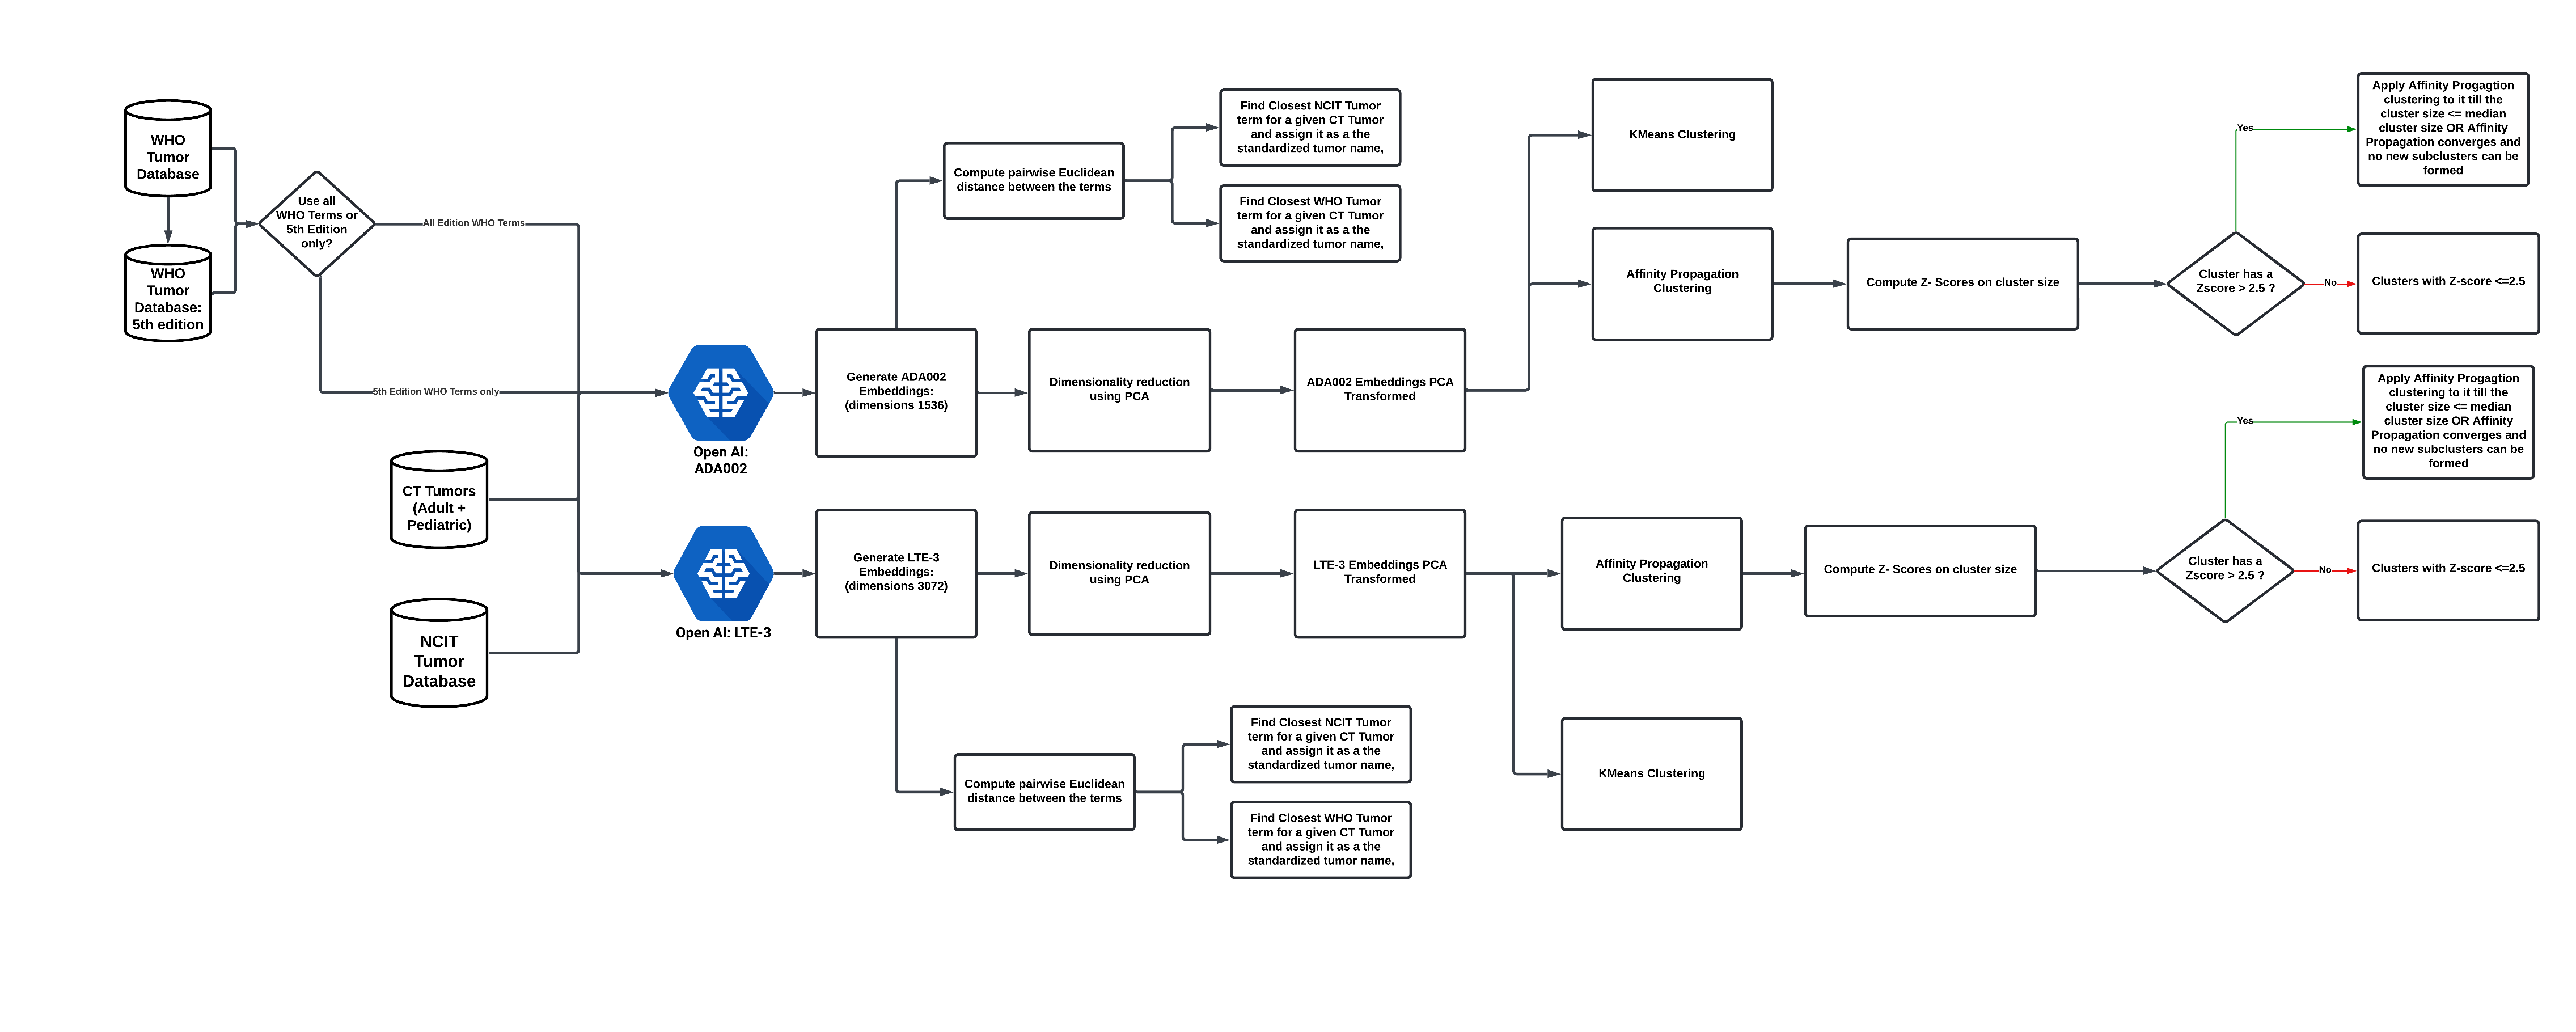 WHO
Tumor
Database
WHO
Tumor
Database:
5th edition
Use all
WHO Terms or
5th Edition
only?
All Edition WHO Terms
5th Edition WHO Terms only
CT Tumors
(Adult +
Pediatric)
NCIT
Tumor
Database
Open AI:
ADA002
Generate ADA002
Embeddings:
(dimensions 1536)
Compute pairwise Euclidean
distance between the terms
Find Closest NCIT Tumor
term for a given CT Tumor
and assign it as a the
standardized tumor name,
Find Closest WHO Tumor
term for a given CT Tumor
and assign it as a the
standardized tumor name,
Dimensionality reduction
using PCA
ADA002 Embeddings PCA
Transformed
KMeans Clustering
Affinity Propagation
Clustering
Compute Z- Scores on cluster size
Cluster has a
Zscore > 2.5 ?
Yes
Apply Affinity Progagtion
clustering to it till the
cluster size <= median
cluster size OR Affinity
Propagation converges and
no new subclusters can be
formed
No
Clusters with Z-score <=2.5
Open AI: LTE-3
Generate LTE-3
Embeddings:
(dimensions 3072)
Dimensionality reduction
using PCA
LTE-3 Embeddings PCA
Transformed
Affinity Propagation
Clustering
Compute Z- Scores on cluster size
Cluster has a
Zscore > 2.5 ?
Yes
Apply Affinity Progagtion
clustering to it till the
cluster size <= median
cluster size OR Affinity
Propagation converges and
no new subclusters can be
formed
No
Clusters with Z-score <=2.5
Compute pairwise Euclidean
distance between the terms
Find Closest NCIT Tumor
term for a given CT Tumor
and assign it as a the
standardized tumor name,
Find Closest WHO Tumor
term for a given CT Tumor
and assign it as a the
standardized tumor name,
KMeans Clustering